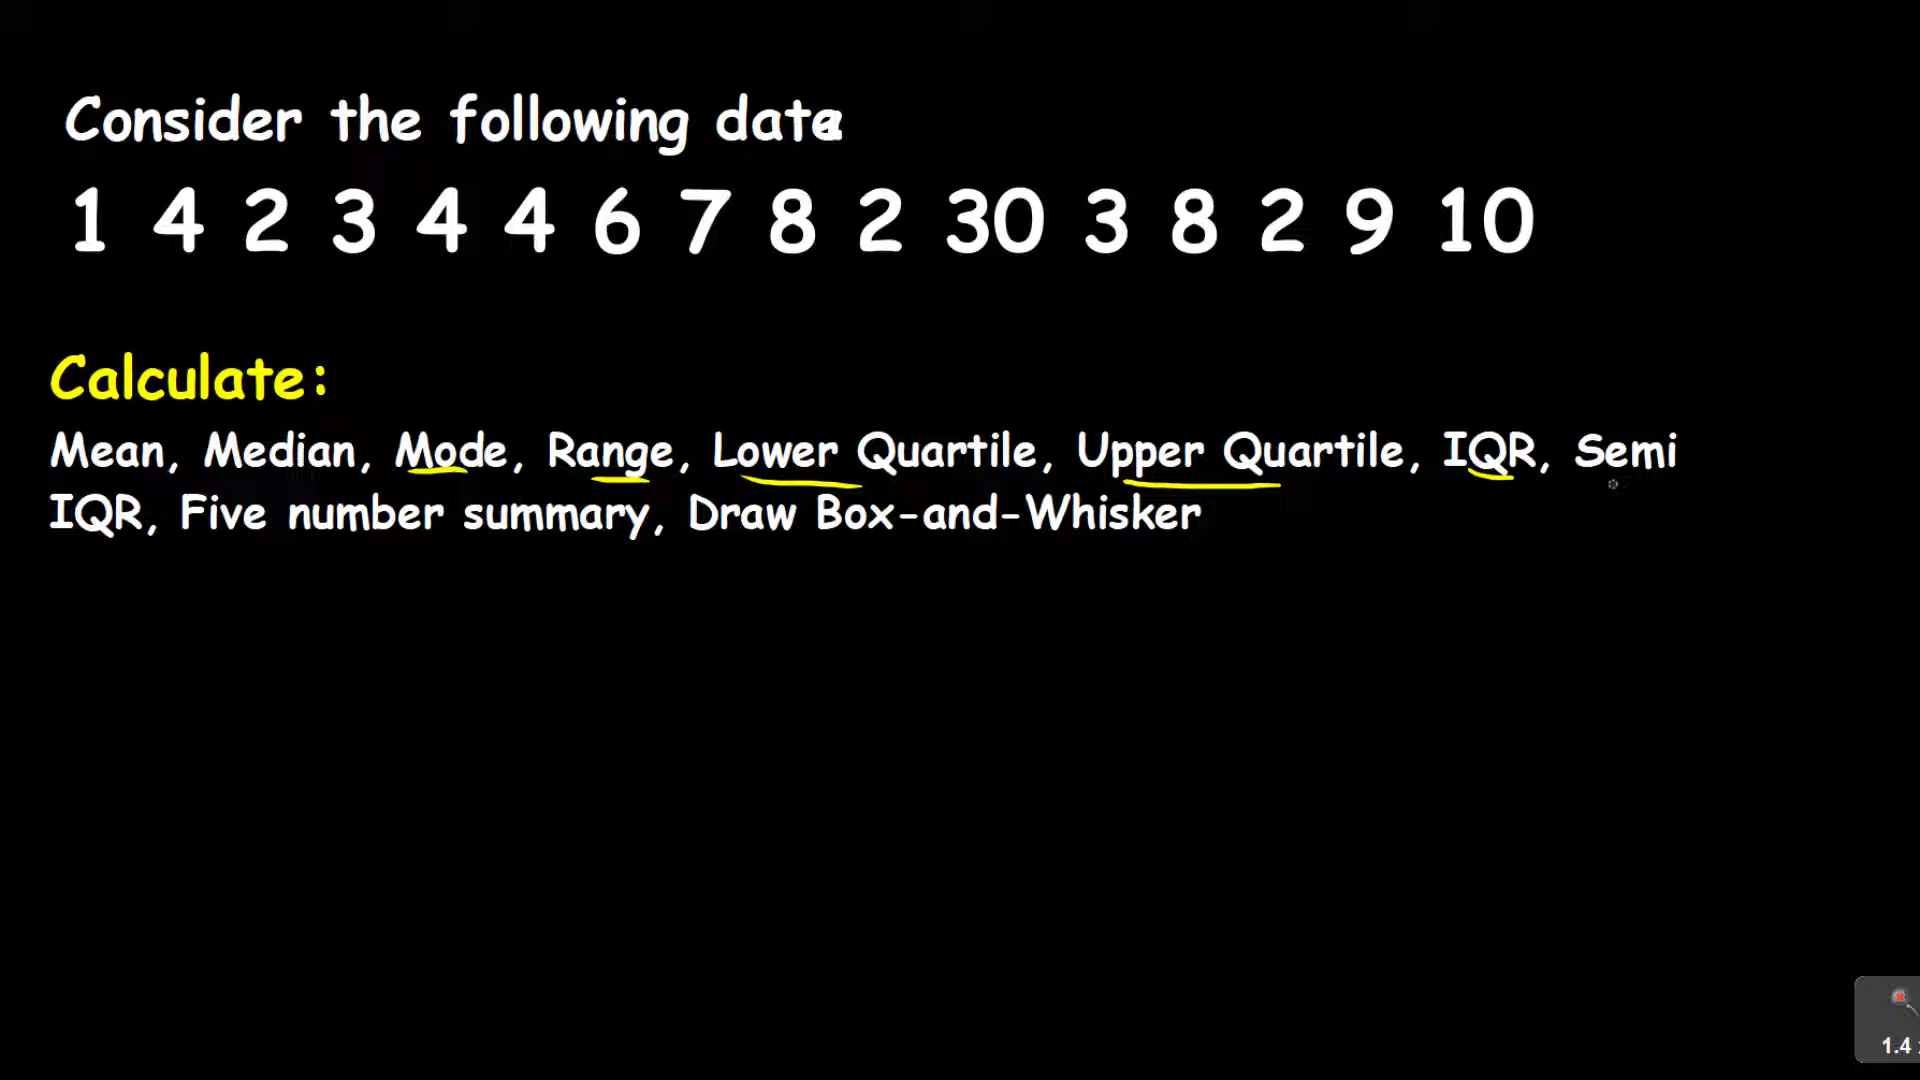 Consider the following data
1 4 2 3 4 4 6 7 8 2 30 3 8 2 9 10
Calculate:
Mean, Median, Mode, Range, Lower Quartile, Upper Quartile, IQR, Semi
IQR, Five number summary, Draw Box-and-Whisker
1.4